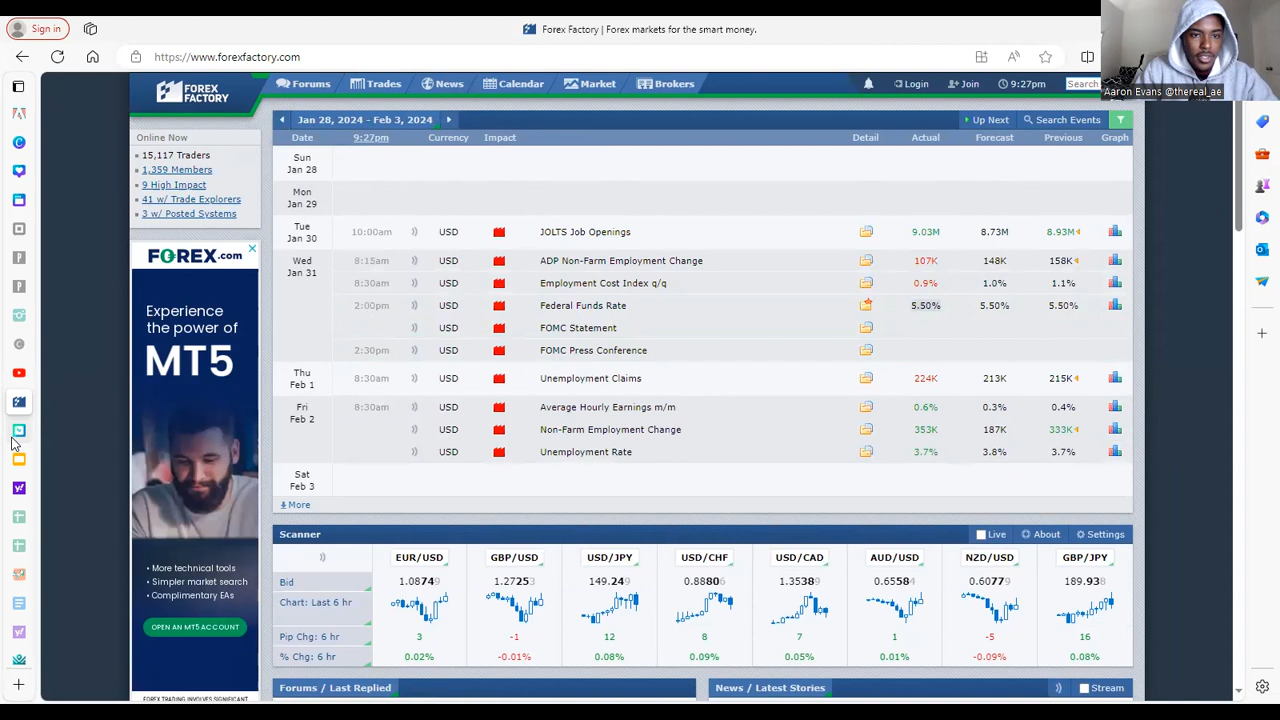 Sign in
Forex Factory | Forex markets for the smart money.
https://www.forexfactory.com
Aaron Evans @thereal_ae
FOREX FACTORY
Forums
Trades
News
Calendar
Market
Brokers
Login
Join
9:27pm
Search
Online Now
15,117 Traders
1,359 Members
9 High Impact
41 w/ Trade Explorers
3 w/ Posted Systems
FOREX.com
Experience
the power of
MT5
• More technical tools
• Simpler market search
• Complimentary EAs
OPEN AN MT5 ACCOUNT
FOREX TRADING INVOLVES SIGNIFICANT
Jan 28, 2024 - Feb 3, 2024
Up Next
Search Events
Date 9:27pm Currency Impact Detail Actual Forecast Previous Graph
Sun
Jan 28
Mon
Jan 29
Tue
Jan 30
10:00am USD JOLTS Job Openings 9.03M 8.73M 8.93M
Wed
Jan 31
8:15am USD ADP Non-Farm Employment Change 107K 148K 158K
8:30am USD Employment Cost Index q/q 0.9% 1.0% 1.1%
2:00pm USD Federal Funds Rate 5.50% 5.50% 5.50%
USD FOMC Statement
2:30pm USD FOMC Press Conference
Thu
Feb 1
8:30am USD Unemployment Claims 224K 213K 215K
Fri
Feb 2
8:30am USD Average Hourly Earnings m/m 0.6% 0.3% 0.4%
USD Non-Farm Employment Change 353K 187K 333K
USD Unemployment Rate 3.7% 3.8% 3.7%
Sat
Feb 3
More
Scanner
Live
About
Settings
EUR/USD GBP/USD USD/JPY USD/CHF USD/CAD AUD/USD NZD/USD GBP/JPY
Bid 1.08749 1.27253 149.249 0.88806 1.35389 0.65584 0.60779 189.938
Chart: Last 6 hr
Pip Chg: 6 hr 3 -1 12 8 7 1 -5 16
% Chg: 6 hr 0.02% -0.01% 0.08% 0.09% 0.05% 0.01% -0.09% 0.08%
Forums / Last Replied
News / Latest Stories
Stream